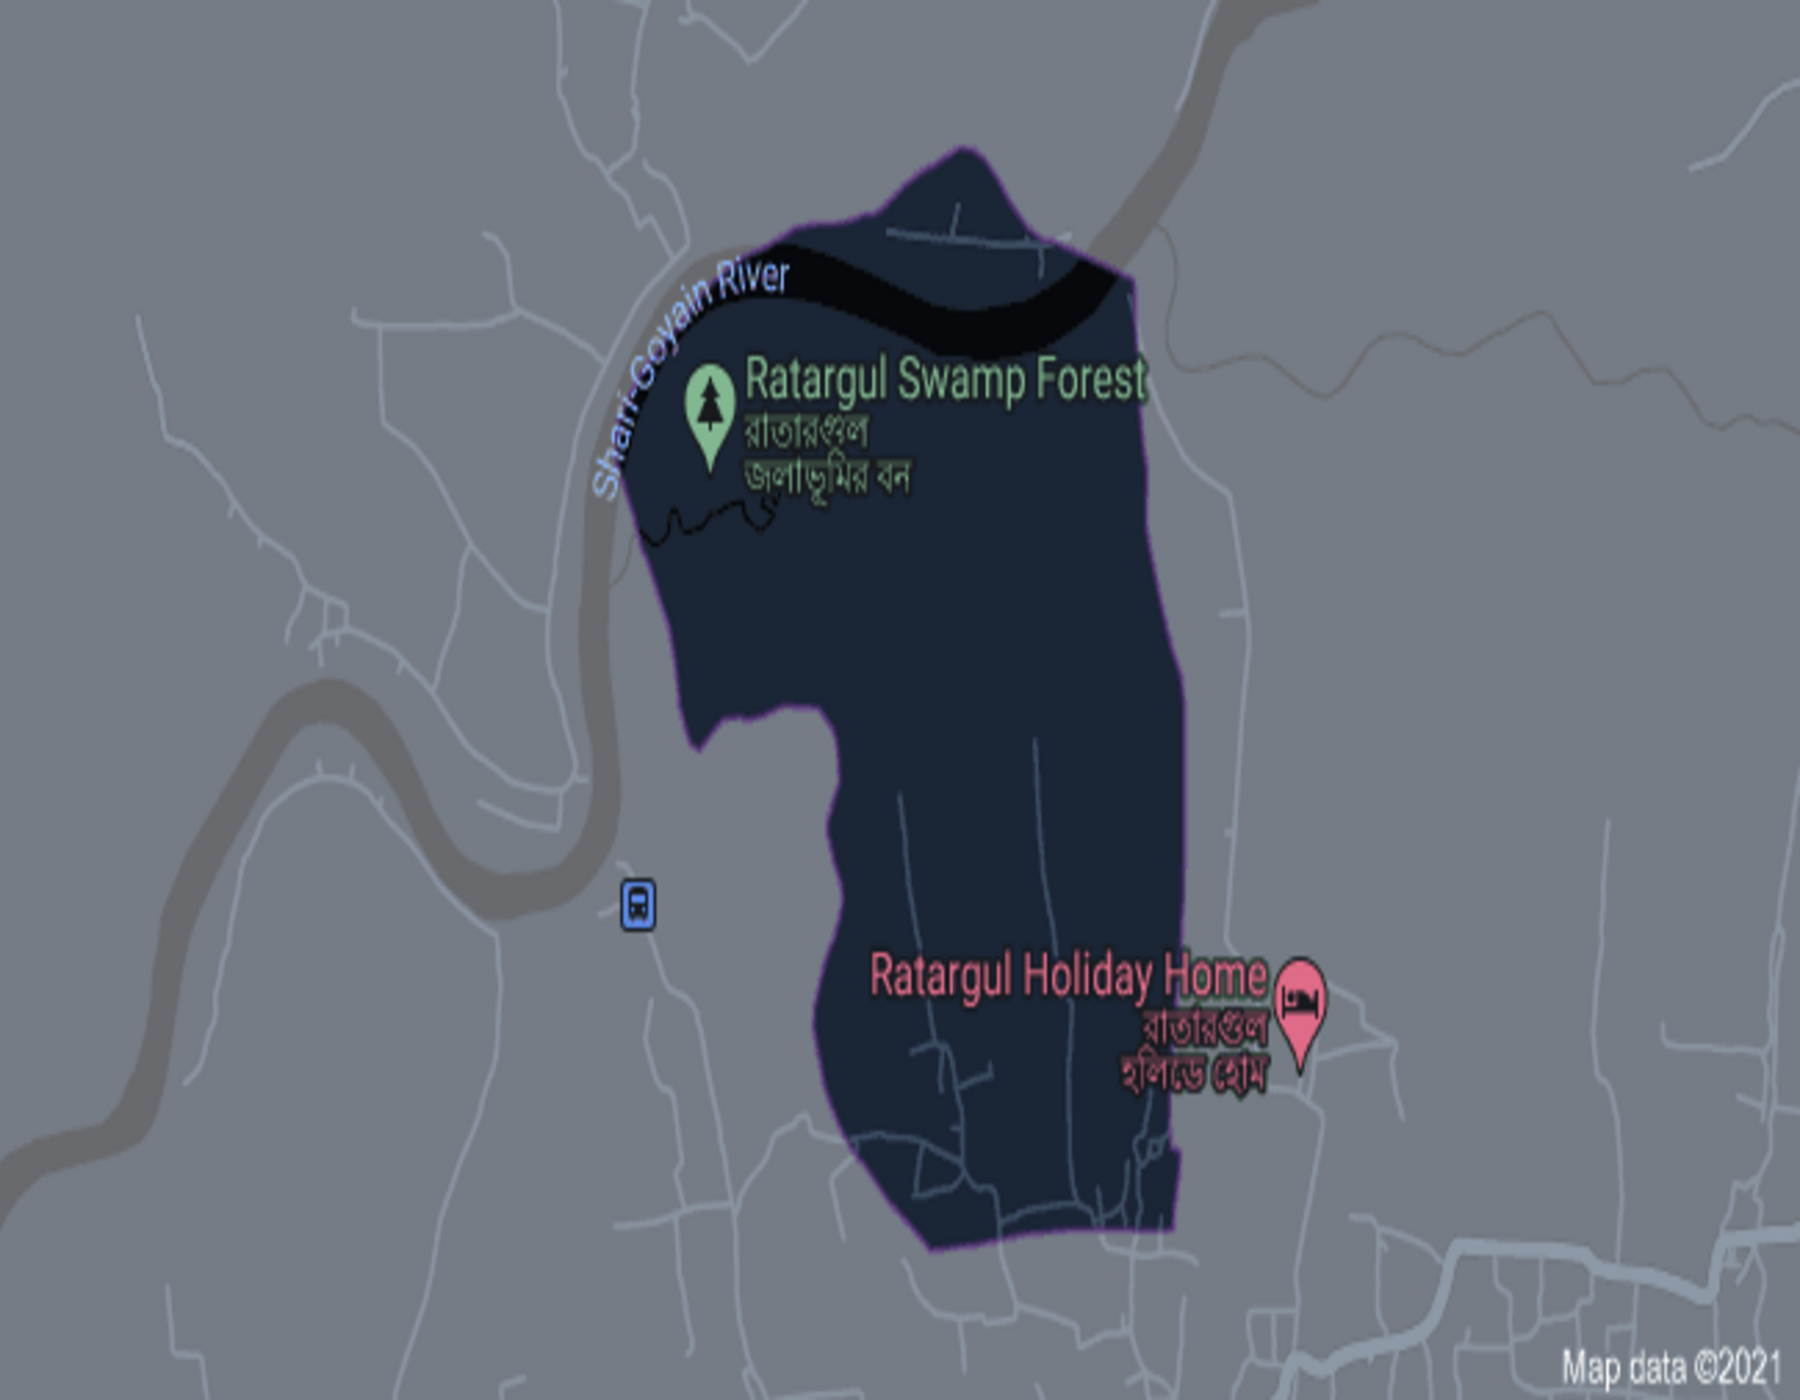 Shari-Goyain River
Ratargul Swamp Forest
রাতারগুল
জলাভূমির বন
Ratargul Holiday Home
রাতারগুল
হলিডে হোম
Map data ©2021